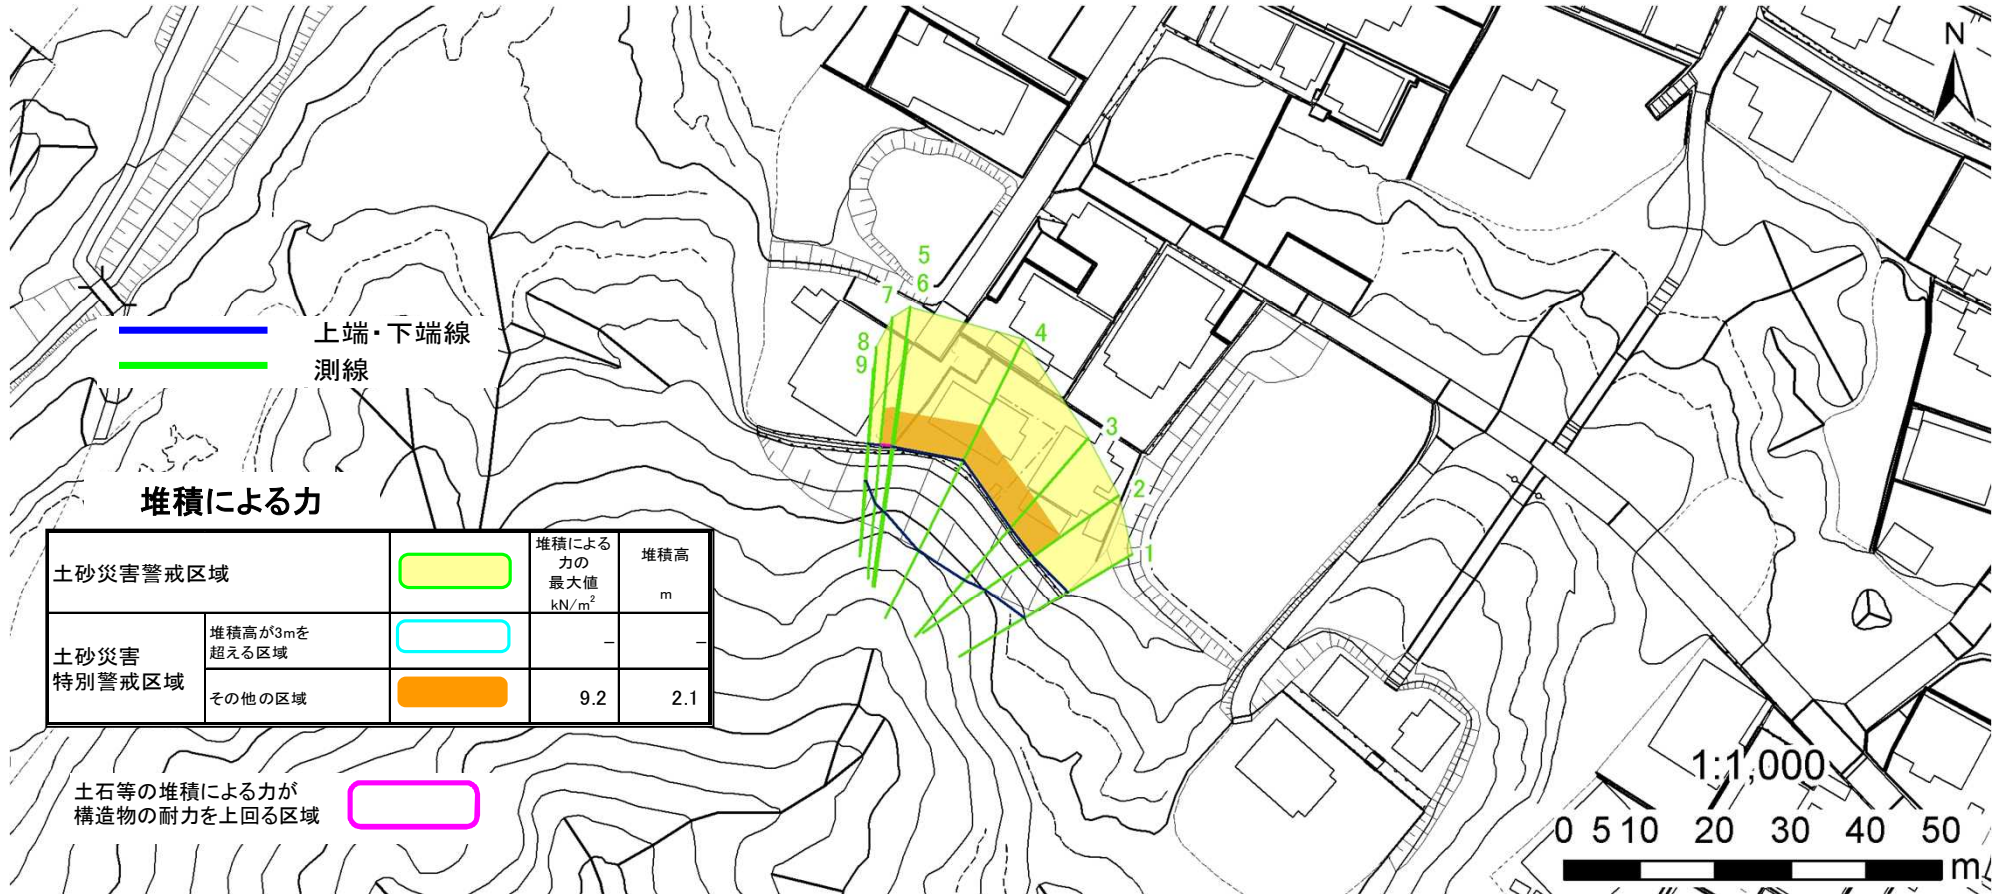 N
5
6
7
8
9
4
3
2
1
上端・下端線
測線
堆積による力
土砂災害警戒区域
堆積による
力の
最大値
kN/m²
堆積高
m
土砂災害
特別警戒区域
堆積高が3mを
超える区域
-
-
その他の区域
9.2
2.1
土石等の堆積による力が
構造物の耐力を上回る区域
1:1,000
0 5 10 20 30 40 50
m